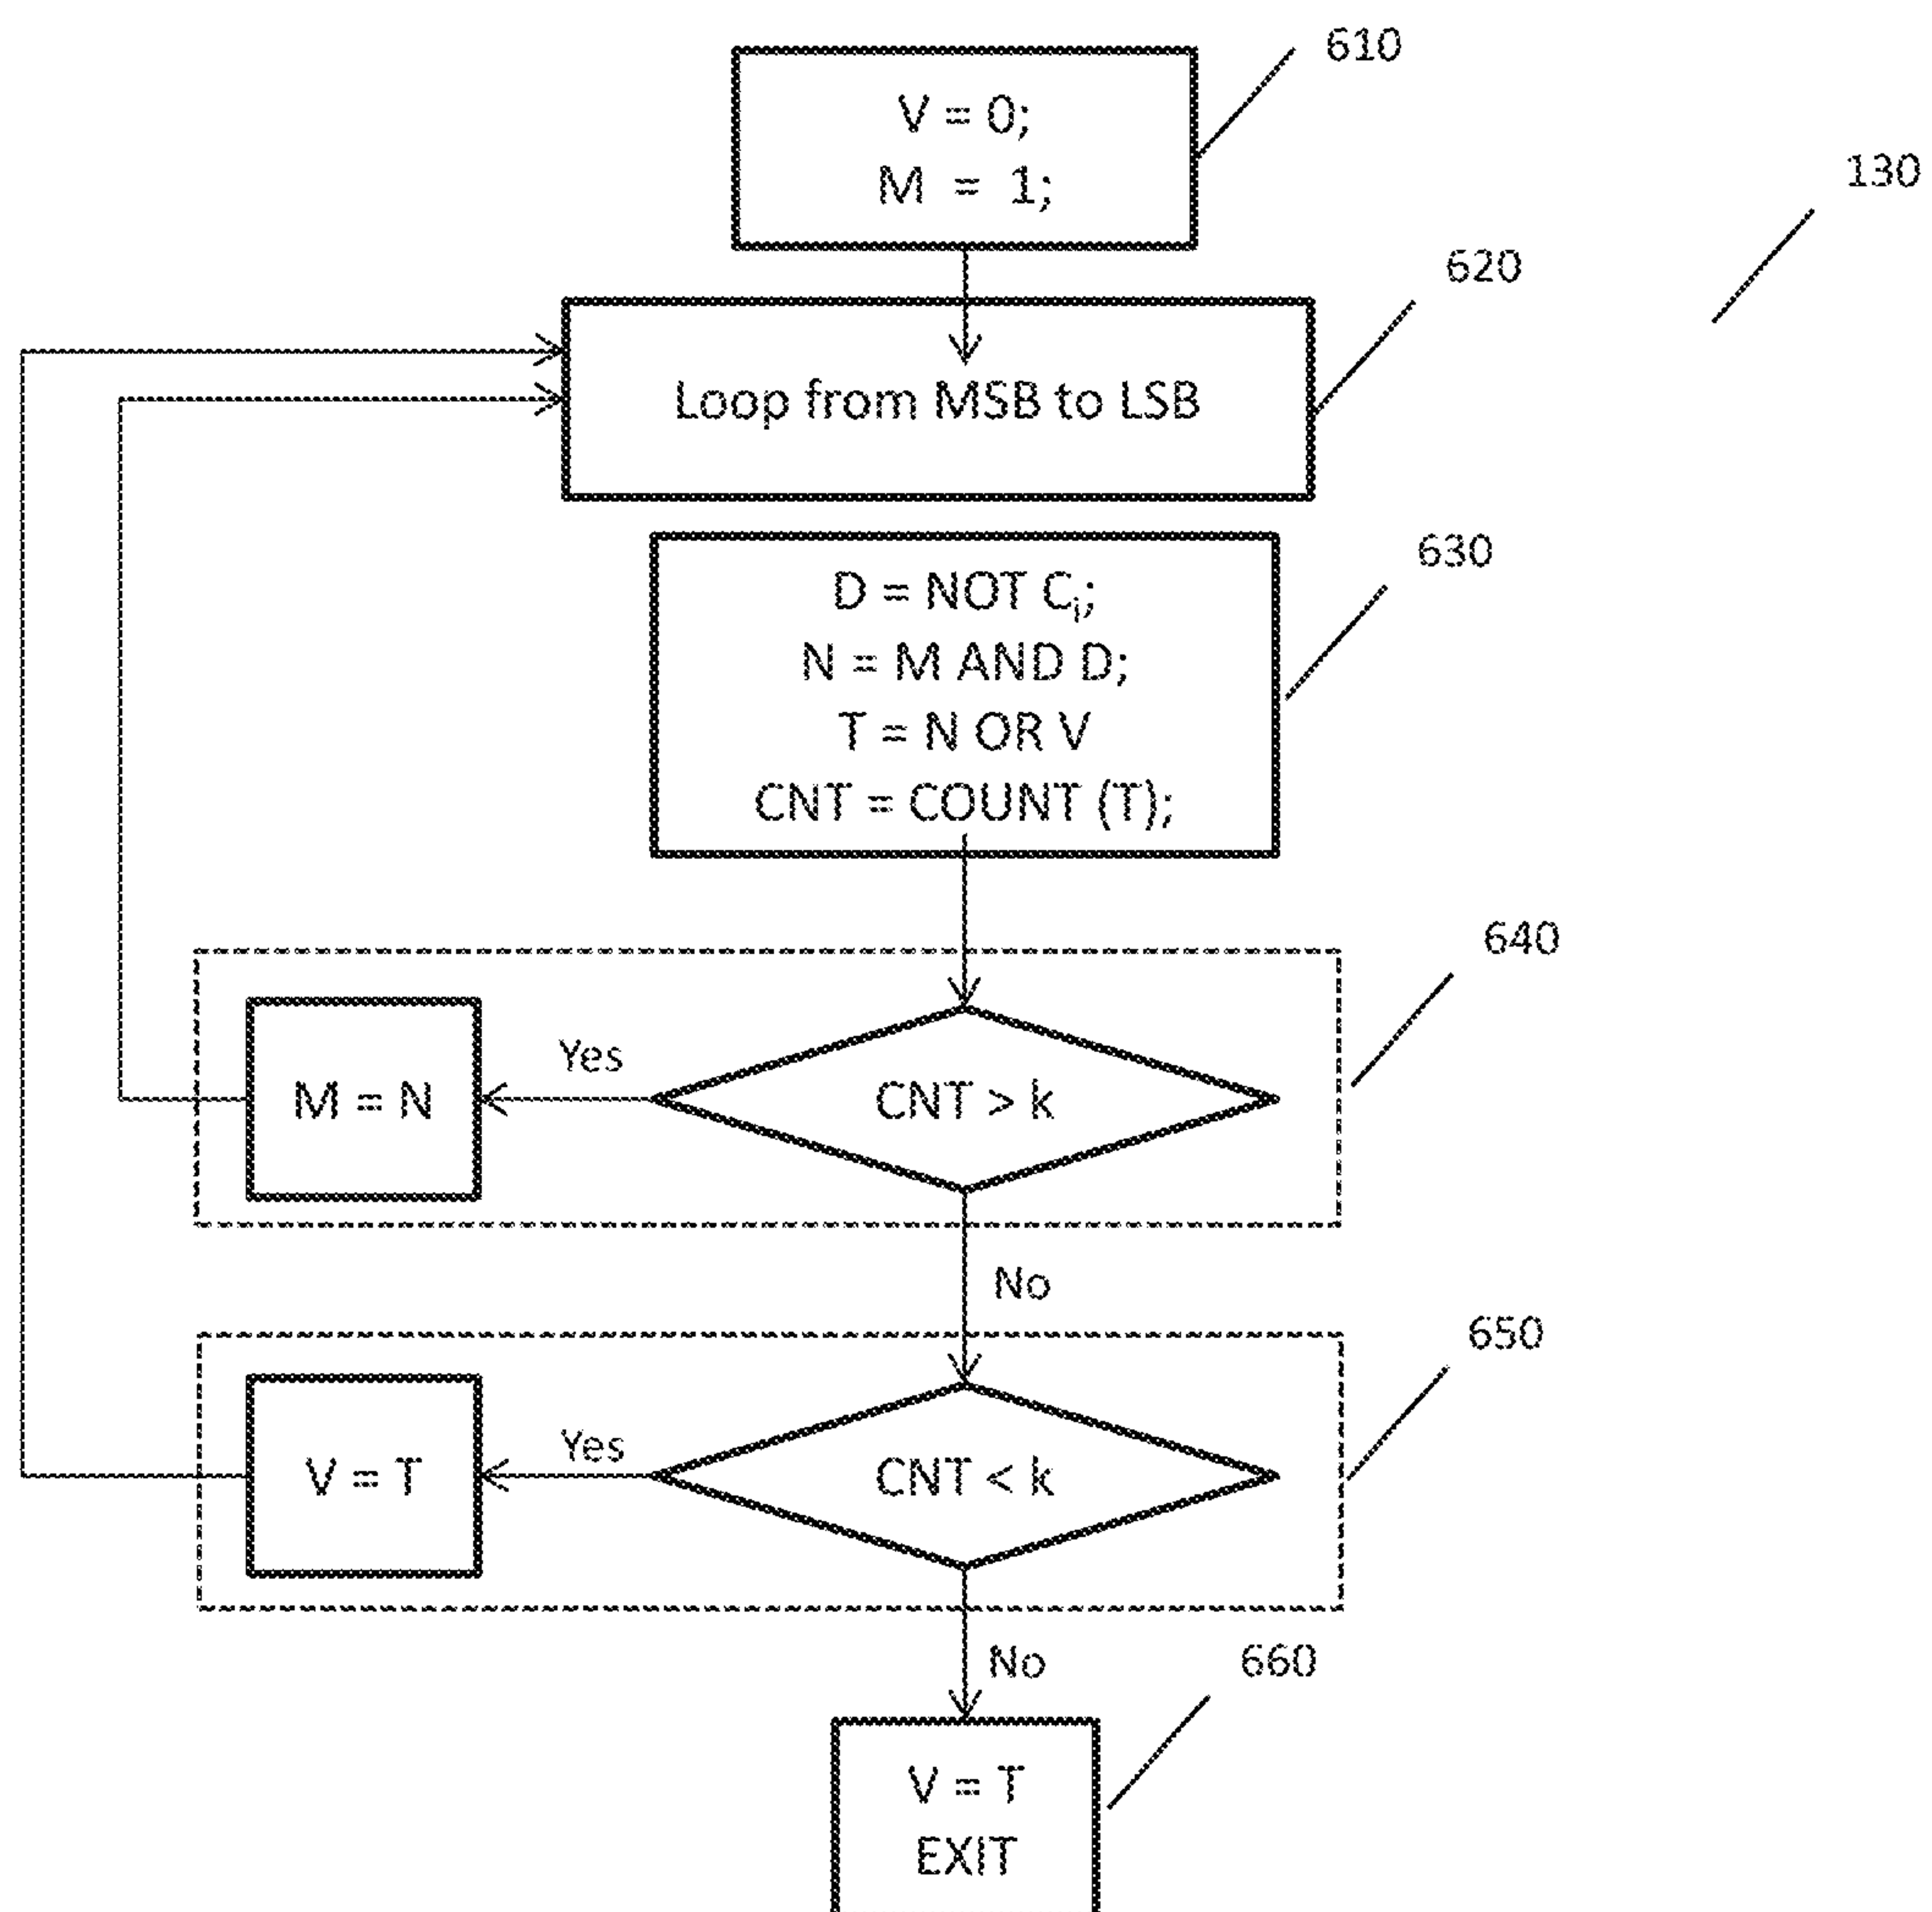 610
V = 0;
M = 1;
130
620
Loop from MSB to LSB
630
D = NOT Cj;
N = M AND D;
T = N OR V
CNT = COUNT (T);
640
Yes
M = N
CNT > k
No
650
Yes
V = T
CNT < k
No
660
V = T
EXIT